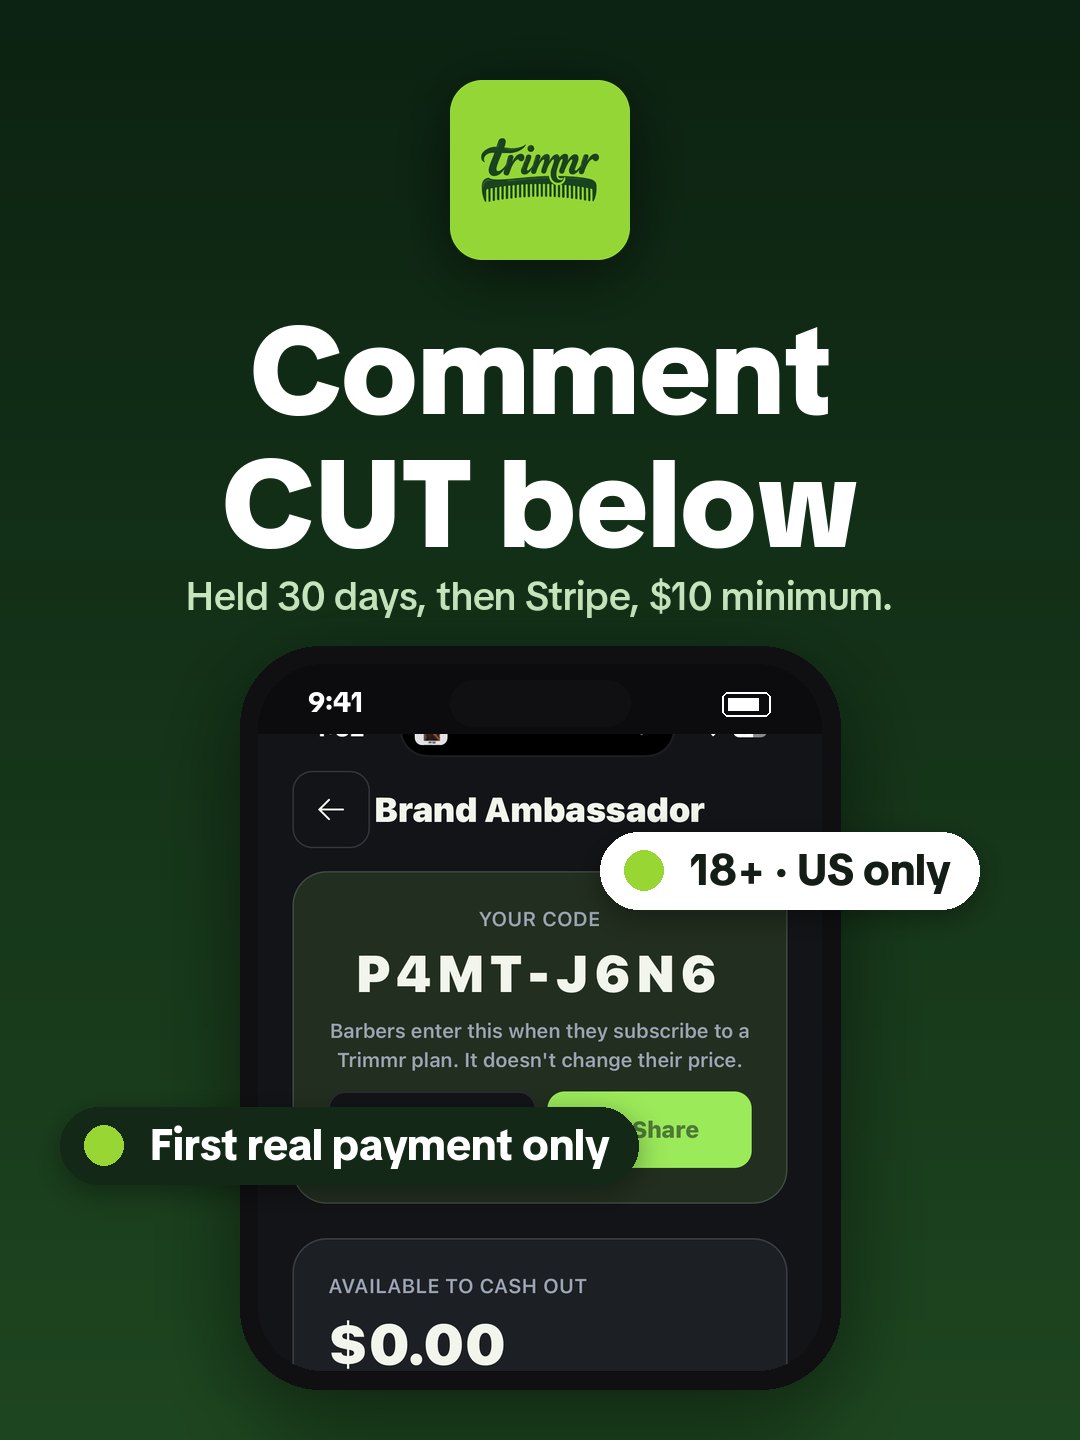 trimmr
Comment
CUT below
Held 30 days, then Stripe, $10 minimum.
9:41
Brand Ambassador
18+ · US only
YOUR CODE
P4MT-J6N6
Barbers enter this when they subscribe to a
Trimmr plan. It doesn't change their price.
First real payment only
Share
AVAILABLE TO CASH OUT
$0.00